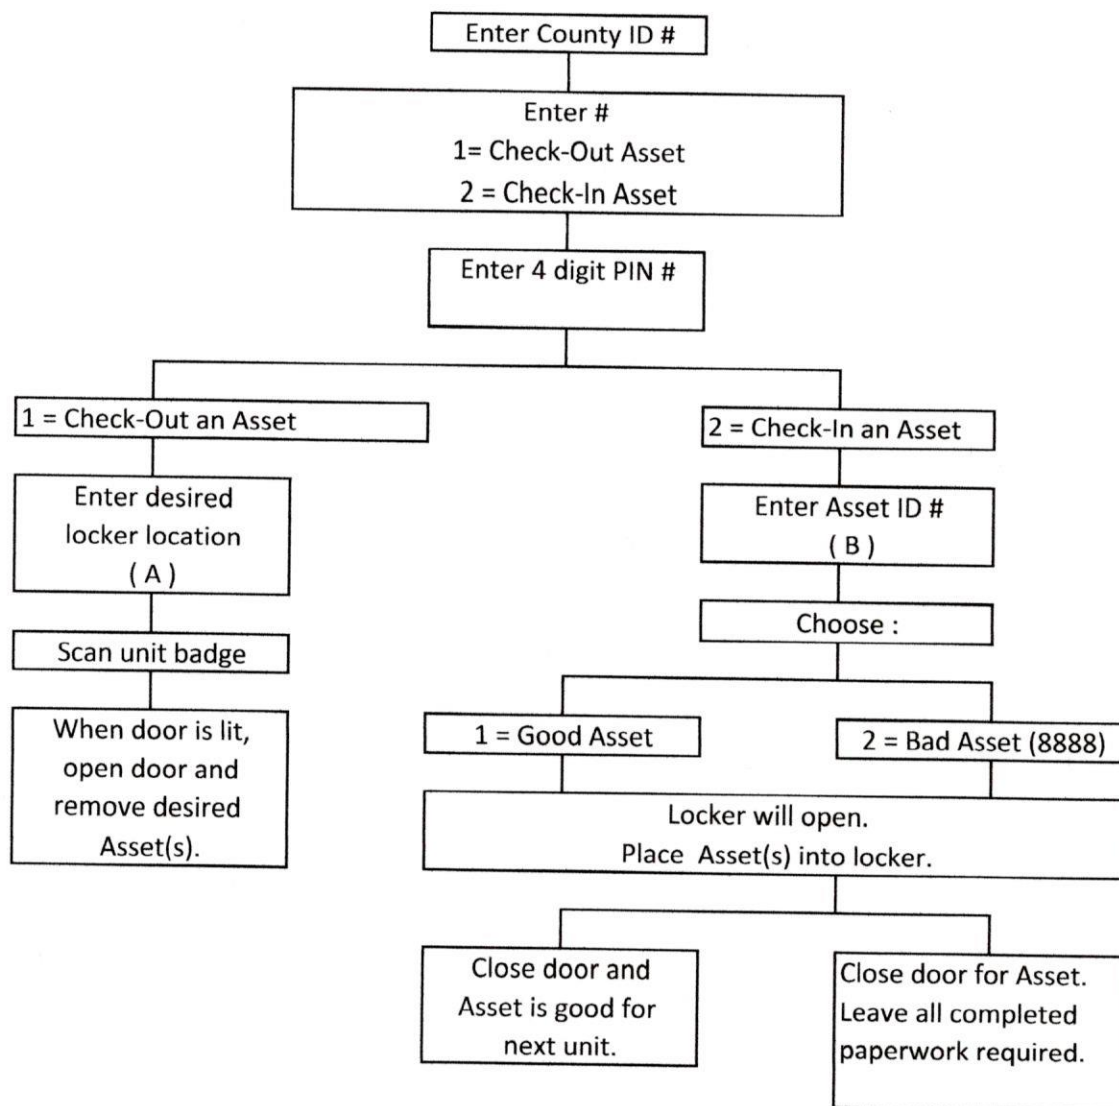 Enter County ID #
Enter #
1= Check-Out Asset
2 = Check-In Asset
Enter 4 digit PIN #
1 = Check-Out an Asset
Enter desired
locker location
( A )
Scan unit badge
When door is lit,
open door and
remove desired
Asset(s).
2 = Check-In an Asset
Enter Asset ID #
( B )
Choose :
1 = Good Asset
2 = Bad Asset (8888)
Locker will open.
Place Asset(s) into locker.
Close door and
Asset is good for
next unit.
Close door for Asset.
Leave all completed
paperwork required.